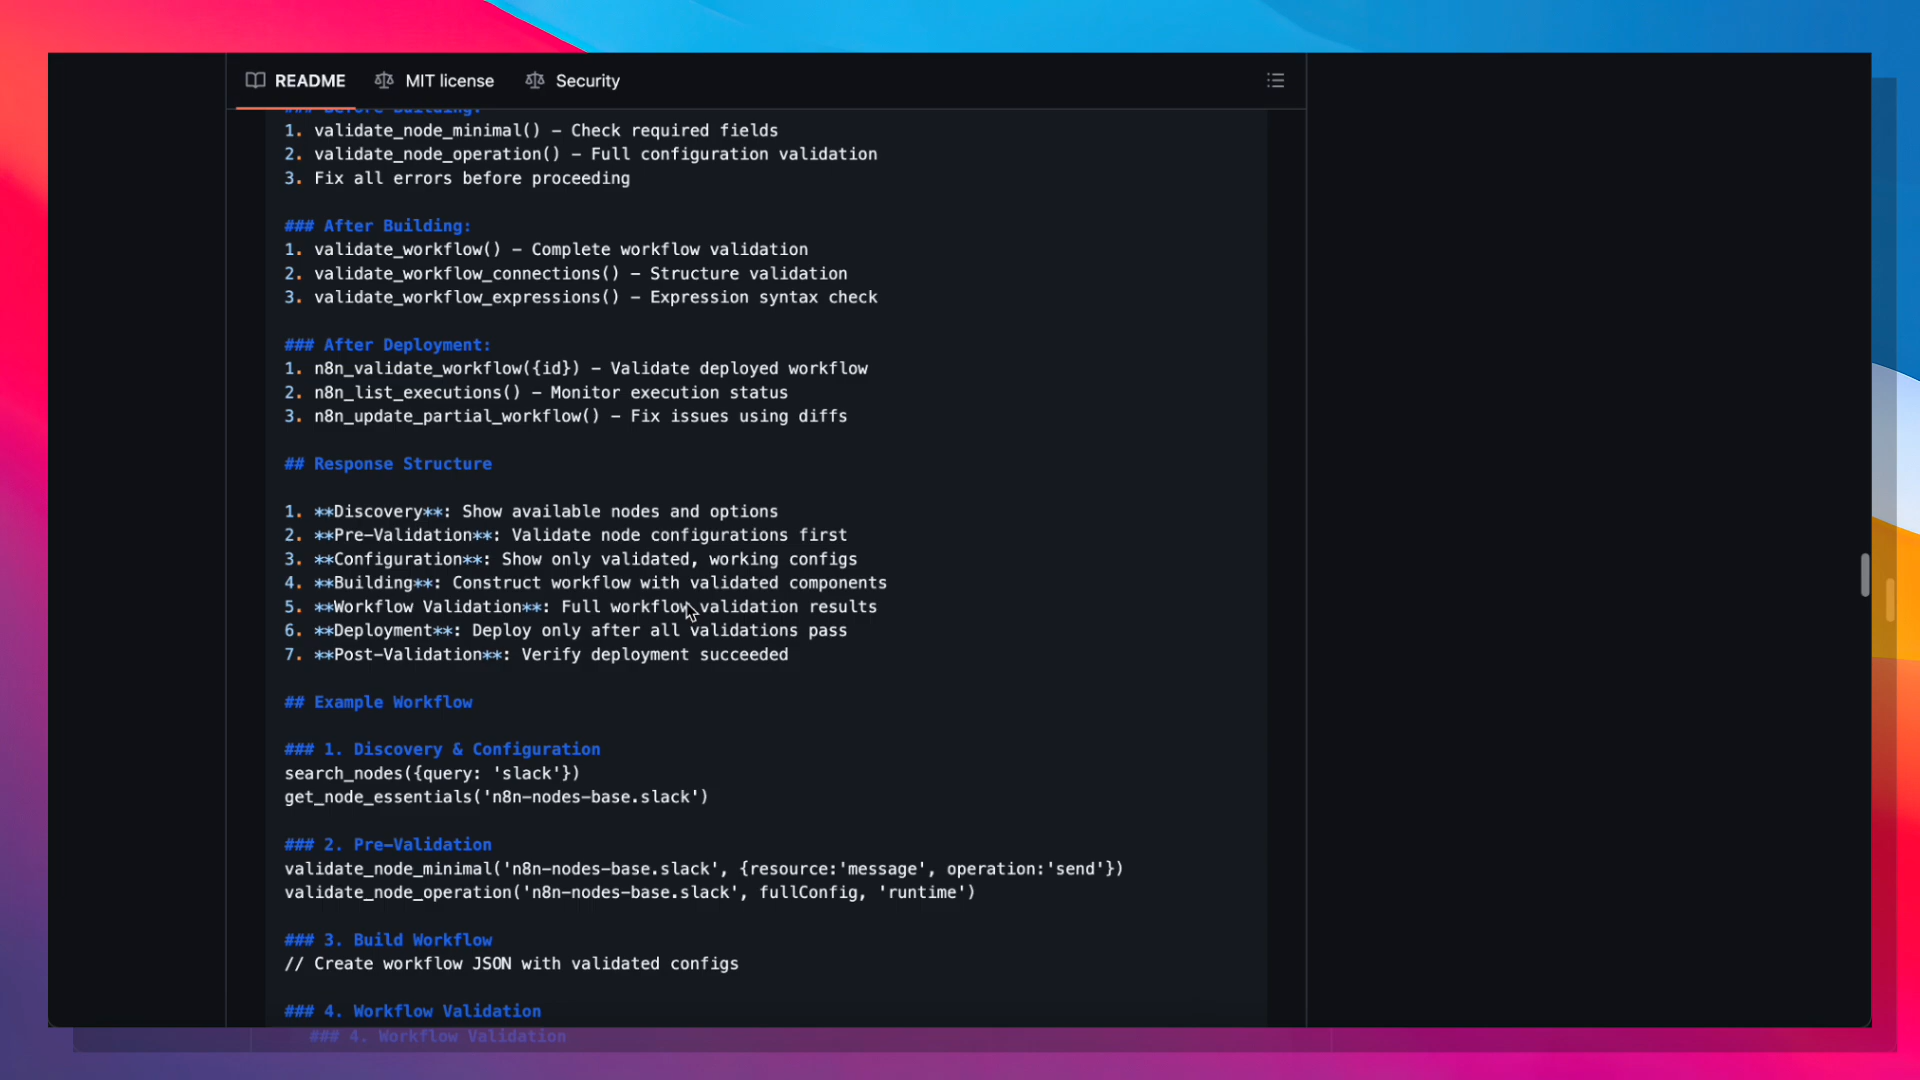 README
MIT license
Security
### Before Building:
1. validate_node_minimal() – Check required fields
2. validate_node_operation() – Full configuration validation
3. Fix all errors before proceeding
### After Building:
1. validate_workflow() – Complete workflow validation
2. validate_workflow_connections() – Structure validation
3. validate_workflow_expressions() – Expression syntax check
### After Deployment:
1. n8n_validate_workflow({id}) – Validate deployed workflow
2. n8n_list_executions() – Monitor execution status
3. n8n_update_partial_workflow() – Fix issues using diffs
## Response Structure
1. **Discovery**: Show available nodes and options
2. **Pre-Validation**: Validate node configurations first
3. **Configuration**: Show only validated, working configs
4. **Building**: Construct workflow with validated components
5. **Workflow Validation**: Full workflow validation results
6. **Deployment**: Deploy only after all validations pass
7. **Post-Validation**: Verify deployment succeeded
## Example Workflow
### 1. Discovery & Configuration
search_nodes({query: 'slack'})
get_node_essentials('n8n-nodes-base.slack')
### 2. Pre-Validation
validate_node_minimal('n8n-nodes-base.slack', {resource:'message', operation:'send'})
validate_node_operation('n8n-nodes-base.slack', fullConfig, 'runtime')
### 3. Build Workflow
// Create workflow JSON with validated configs
### 4. Workflow Validation
### 4. Workflow Validation